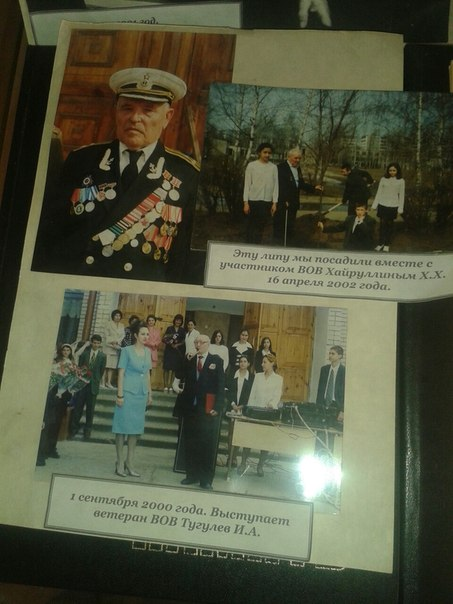 Эту липу мы посадили вместе с
участником ВОВ Хайруллиным Х.Х.
16 апреля 2002 года.
1 сентября 2000 года. Выступает
ветеран ВОВ Тугулев И.А.